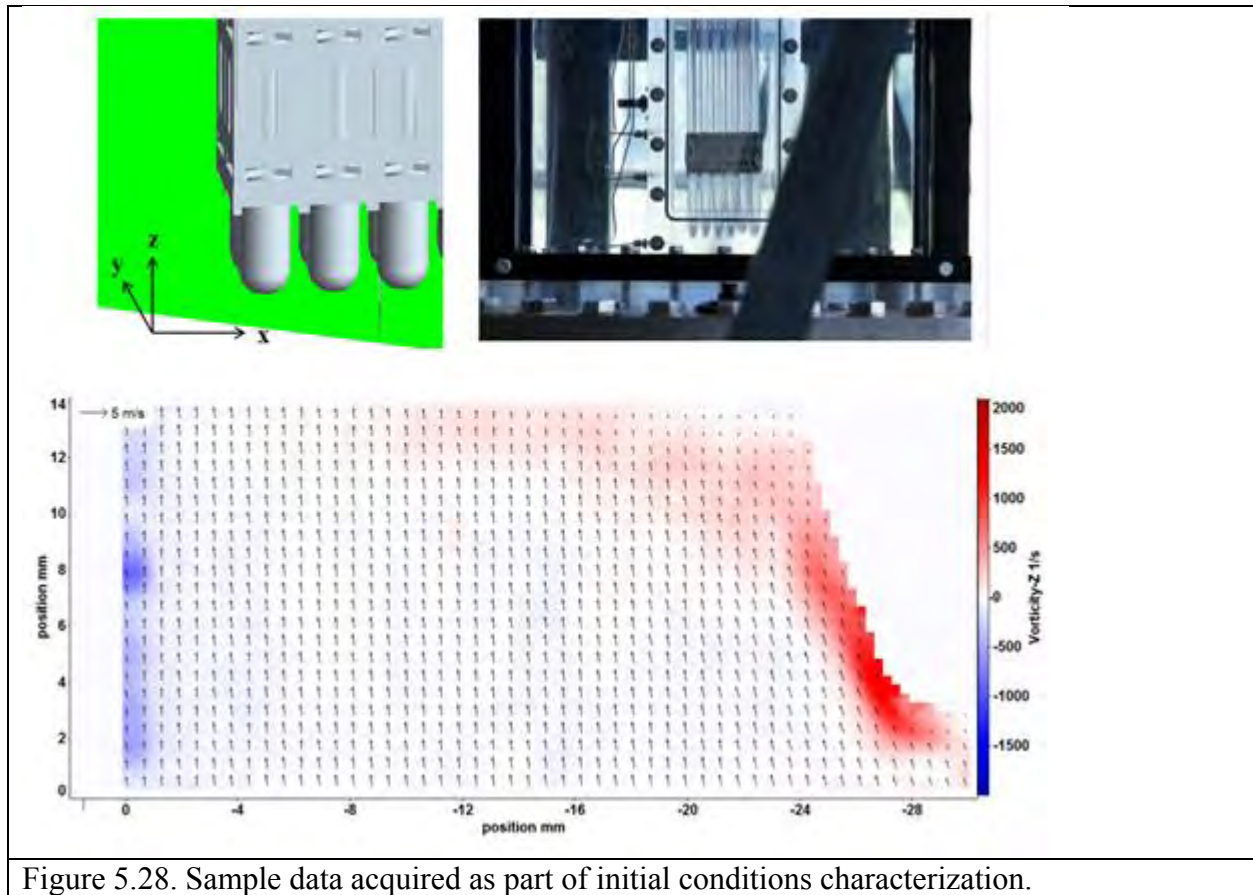 z
y
x
14
12
10
8
6
4
2
0
5 m/s
0 -4 -8 -12 -16 -20 -24 -28
position mm
position mm
2000
1500
1000
500
-0
-500
-1000
-1500
Vorticity-Z 1/s
Figure 5.28. Sample data acquired as part of initial conditions characterization.